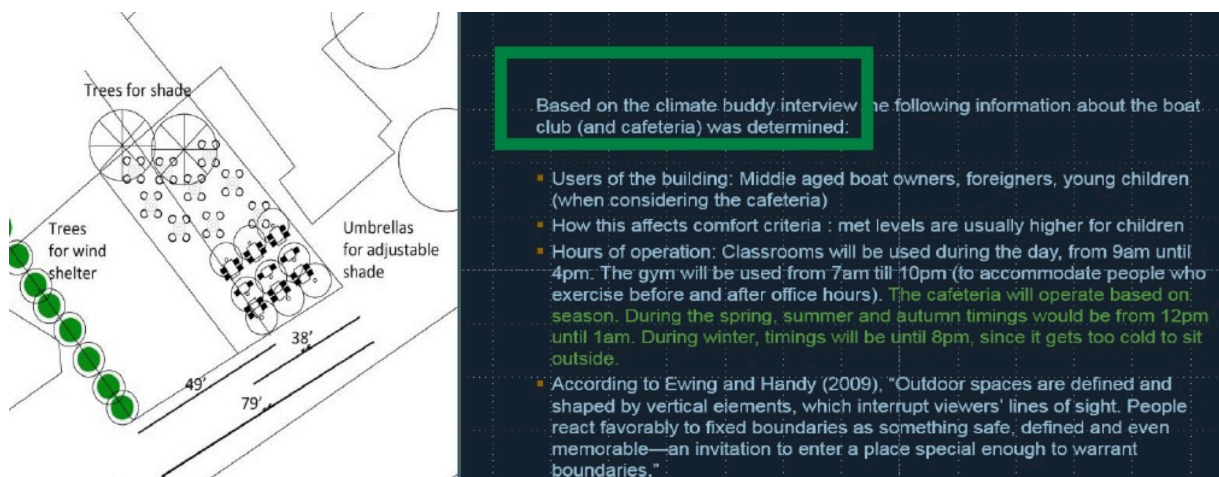 Trees for shade
Trees
for wind
shelter
Umbrellas
for adjustable
shade
38'
49'
79'
Based on the climate buddy interview he following information about the boat
club (and cafeteria) was determined:
Users of the building: Middle aged boat owners, foreigners, young children
(when considering the cafeteria)
How this affects comfort criteria : met levels are usually higher for children
Hours of operation: Classrooms will be used during the day, from 9am until
4pm. The gym will be used from 7am till 10pm (to accommodate people who
exercise before and after office hours). The cafeteria will operate based on
season. During the spring, summer and autumn timings would be from 12pm
until 1am. During winter, timings will be until 8pm, since it gets too cold to sit
outside.
According to Ewing and Handy (2009), “Outdoor spaces are defined and
shaped by vertical elements, which interrupt viewers’ lines of sight. People
react favorably to fixed boundaries as something safe, defined and even
memorable—an invitation to enter a place special enough to warrant
boundaries.”